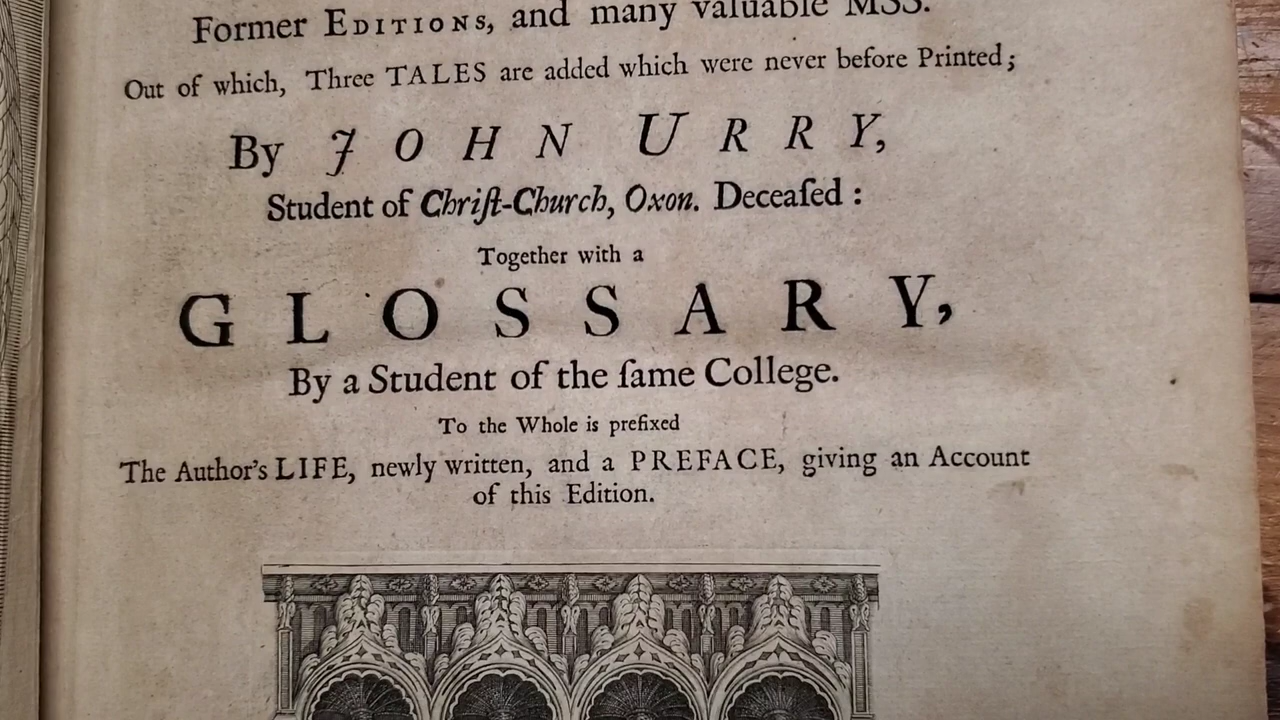 Former EDITIONS, and many valuable MSS.
Out of which, Three TALES are added which were never before Printed;
By JOHN URRY,
Student of Chriſt-Church, Oxon. Deceaſed:
Together with a
GLOSSARY,
By a Student of the ſame College.
To the Whole is prefixed
The Author's LIFE, newly written, and a PREFACE, giving an Account
of this Edition.